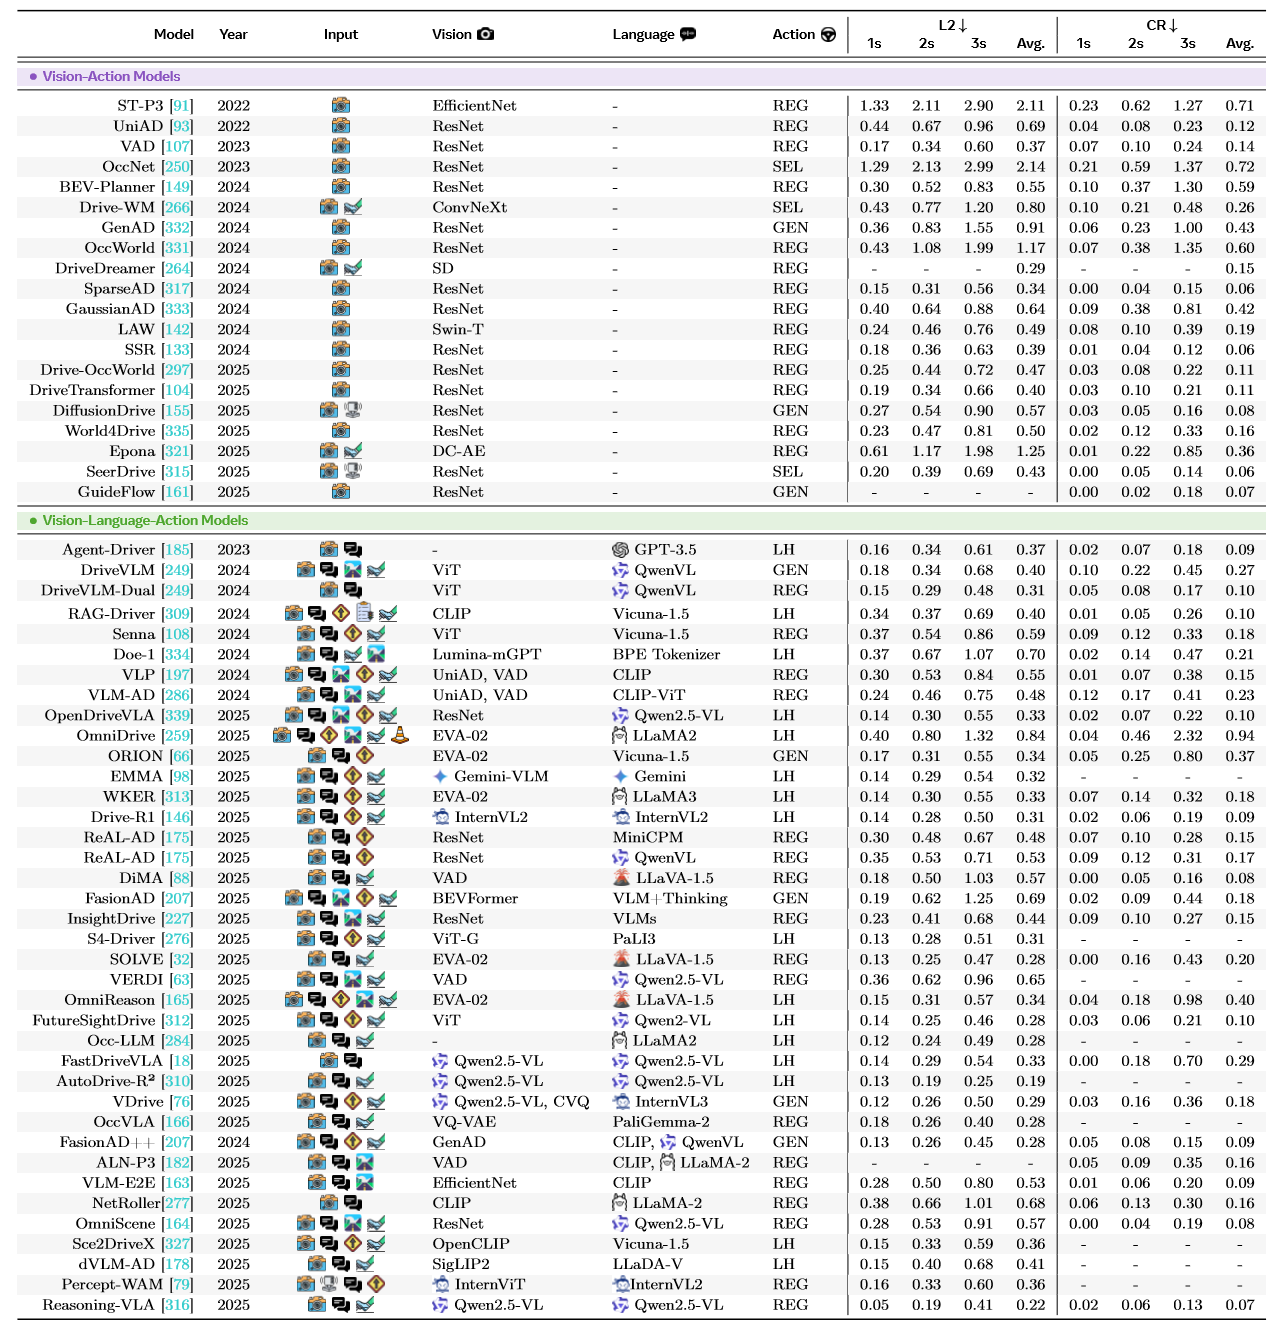 Model Year Input Vision Language Action L2↓ CR↓
1s 2s 3s Avg. 1s 2s 3s Avg.
• Vision-Action Models
ST-P3 [91] 2022 EfficientNet - REG 1.33 2.11 2.90 2.11 0.23 0.62 1.27 0.71
UniAD [93] 2022 ResNet - REG 0.44 0.67 0.96 0.69 0.04 0.08 0.23 0.12
VAD [107] 2023 ResNet - REG 0.17 0.34 0.60 0.37 0.07 0.10 0.24 0.14
OccNet [250] 2023 ResNet - SEL 1.29 2.13 2.99 2.14 0.21 0.59 1.37 0.72
BEV-Planner [149] 2024 ResNet - REG 0.30 0.52 0.83 0.55 0.10 0.37 1.30 0.59
Drive-WM [266] 2024 ConvNeXt - SEL 0.43 0.77 1.20 0.80 0.10 0.21 0.48 0.26
GenAD [332] 2024 ResNet - GEN 0.36 0.83 1.55 0.91 0.06 0.23 1.00 0.43
OccWorld [331] 2024 ResNet - REG 0.43 1.08 1.99 1.17 0.07 0.38 1.35 0.60
DriveDreamer [264] 2024 SD - REG - - - 0.29 - - - 0.15
SparseAD [317] 2024 ResNet - REG 0.15 0.31 0.56 0.34 0.00 0.04 0.15 0.06
GaussianAD [333] 2024 ResNet - REG 0.40 0.64 0.88 0.64 0.09 0.38 0.81 0.42
LAW [142] 2024 Swin-T - REG 0.24 0.46 0.76 0.49 0.08 0.10 0.39 0.19
SSR [133] 2024 ResNet - REG 0.18 0.36 0.63 0.39 0.01 0.04 0.12 0.06
Drive-OccWorld [297] 2025 ResNet - REG 0.25 0.44 0.72 0.47 0.03 0.08 0.22 0.11
DriveTransformer [104] 2025 ResNet - REG 0.19 0.34 0.66 0.40 0.03 0.10 0.21 0.11
DiffusionDrive [155] 2025 ResNet - GEN 0.27 0.54 0.90 0.57 0.03 0.05 0.16 0.08
World4Drive [335] 2025 ResNet - REG 0.23 0.47 0.81 0.50 0.02 0.12 0.33 0.16
Epona [321] 2025 DC-AE - REG 0.61 1.17 1.98 1.25 0.01 0.22 0.85 0.36
SeerDrive [315] 2025 ResNet - SEL 0.20 0.39 0.69 0.43 0.00 0.05 0.14 0.06
GuideFlow [161] 2025 ResNet - GEN - - - - 0.00 0.02 0.18 0.07
• Vision-Language-Action Models
Agent-Driver [185] 2023 - GPT-3.5 LH 0.16 0.34 0.61 0.37 0.02 0.07 0.18 0.09
DriveVLM [249] 2024 ViT QwenVL GEN 0.18 0.34 0.68 0.40 0.10 0.22 0.45 0.27
DriveVLM-Dual [249] 2024 ViT QwenVL REG 0.15 0.29 0.48 0.31 0.05 0.08 0.17 0.10
RAG-Driver [309] 2024 CLIP Vicuna-1.5 LH 0.34 0.37 0.69 0.40 0.01 0.05 0.26 0.10
Senna [108] 2024 ViT Vicuna-1.5 REG 0.37 0.54 0.86 0.59 0.09 0.12 0.33 0.18
Doe-1 [334] 2024 Lumina-mGPT BPE Tokenizer LH 0.37 0.67 1.07 0.70 0.02 0.14 0.47 0.21
VLP [197] 2024 UniAD, VAD CLIP REG 0.30 0.53 0.84 0.55 0.01 0.07 0.38 0.15
VLM-AD [286] 2024 UniAD, VAD CLIP-ViT REG 0.24 0.46 0.75 0.48 0.12 0.17 0.41 0.23
OpenDriveVLA [339] 2025 ResNet Qwen2.5-VL LH 0.14 0.30 0.55 0.33 0.02 0.07 0.22 0.10
OmniDrive [259] 2025 EVA-02 LLaMA2 LH 0.40 0.80 1.32 0.84 0.04 0.46 2.32 0.94
ORION [66] 2025 EVA-02 Vicuna-1.5 GEN 0.17 0.31 0.55 0.34 0.05 0.25 0.80 0.37
EMMA [98] 2025 Gemini-VLM Gemini LH 0.14 0.29 0.54 0.32 - - - -
WKER [313] 2025 EVA-02 LLaMA3 LH 0.14 0.30 0.55 0.33 0.07 0.14 0.32 0.18
Drive-R1 [146] 2025 InternVL2 InternVL2 LH 0.14 0.28 0.50 0.31 0.02 0.06 0.19 0.09
ReAL-AD [175] 2025 ResNet MiniCPM REG 0.30 0.48 0.67 0.48 0.07 0.10 0.28 0.15
ReAL-AD [175] 2025 ResNet QwenVL REG 0.35 0.53 0.71 0.53 0.09 0.12 0.31 0.17
DiMA [88] 2025 VAD LLaVA-1.5 REG 0.18 0.50 1.03 0.57 0.00 0.05 0.16 0.08
FasionAD [207] 2025 BEVFormer VLM+Thinking GEN 0.19 0.62 1.25 0.69 0.02 0.09 0.44 0.18
InsightDrive [227] 2025 ResNet VLMs REG 0.23 0.41 0.68 0.44 0.09 0.10 0.27 0.15
S4-Driver [276] 2025 ViT-G PaLI3 LH 0.13 0.28 0.51 0.31 - - - -
SOLVE [32] 2025 EVA-02 LLaVA-1.5 REG 0.13 0.25 0.47 0.28 0.00 0.16 0.43 0.20
VERDI [63] 2025 VAD Qwen2.5-VL REG 0.36 0.62 0.96 0.65 - - - -
OmniReason [165] 2025 EVA-02 LLaVA-1.5 LH 0.15 0.31 0.57 0.34 0.04 0.18 0.98 0.40
FutureSightDrive [312] 2025 ViT Qwen2-VL LH 0.14 0.25 0.46 0.28 0.03 0.06 0.21 0.10
Occ-LLM [284] 2025 - LLaMA2 LH 0.12 0.24 0.49 0.28 - - - -
FastDriveVLA [18] 2025 Qwen2.5-VL Qwen2.5-VL LH 0.14 0.29 0.54 0.33 0.00 0.18 0.70 0.29
AutoDrive-R² [310] 2025 Qwen2.5-VL Qwen2.5-VL LH 0.13 0.19 0.25 0.19 - - - -
VDrive [76] 2025 Qwen2.5-VL, CVQ InternVL3 GEN 0.12 0.26 0.50 0.29 0.03 0.16 0.36 0.18
OccVLA [166] 2025 VQ-VAE PaliGemma-2 REG 0.18 0.26 0.40 0.28 - - - -
FasionAD++ [207] 2024 GenAD CLIP, QwenVL GEN 0.13 0.26 0.45 0.28 0.05 0.08 0.15 0.09
ALN-P3 [182] 2025 VAD CLIP, LLaMA-2 REG - - - - 0.05 0.09 0.35 0.16
VLM-E2E [163] 2025 EfficientNet CLIP REG 0.28 0.50 0.80 0.53 0.01 0.06 0.20 0.09
NetRoller[277] 2025 CLIP LLaMA-2 REG 0.38 0.66 1.01 0.68 0.06 0.13 0.30 0.16
OmniScene [164] 2025 ResNet Qwen2.5-VL REG 0.28 0.53 0.91 0.57 0.00 0.04 0.19 0.08
Sce2DriveX [327] 2025 OpenCLIP Vicuna-1.5 LH 0.15 0.33 0.59 0.36 - - - -
dVLM-AD [178] 2025 SigLIP2 LLaDA-V LH 0.15 0.40 0.68 0.41 - - - -
Percept-WAM [79] 2025 InternViT InternVL2 REG 0.16 0.33 0.60 0.36 - - - -
Reasoning-VLA [316] 2025 Qwen2.5-VL Qwen2.5-VL REG 0.05 0.19 0.41 0.22 0.02 0.06 0.13 0.07